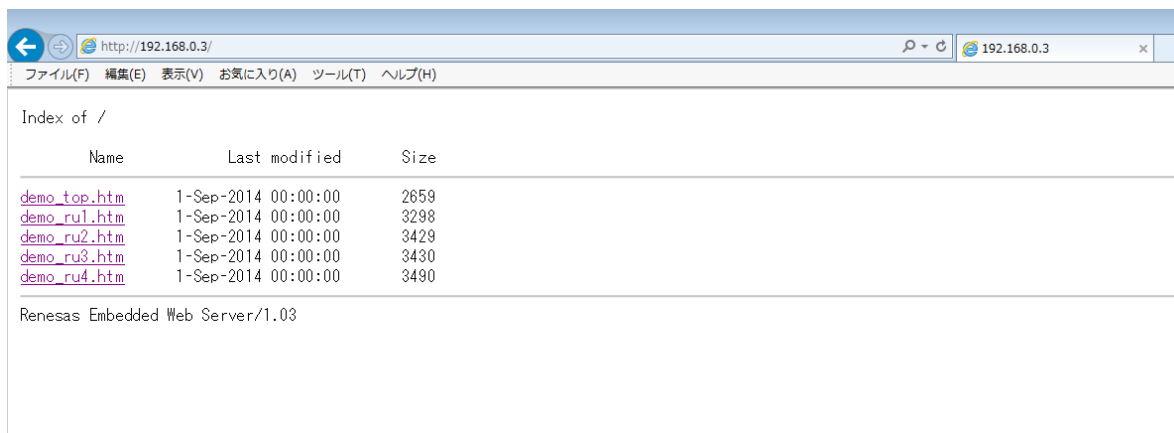 http://192.168.0.3/ 192.168.0.3
ファイル(F) 編集(E) 表示(V) お気に入り(A) ツール(T) ヘルプ(H)
Index of /
Name Last modified Size
demo_top.htm 1-Sep-2014 00:00:00 2659
demo_ru1.htm 1-Sep-2014 00:00:00 3298
demo_ru2.htm 1-Sep-2014 00:00:00 3429
demo_ru3.htm 1-Sep-2014 00:00:00 3430
demo_ru4.htm 1-Sep-2014 00:00:00 3490
Renesas Embedded Web Server/1.03